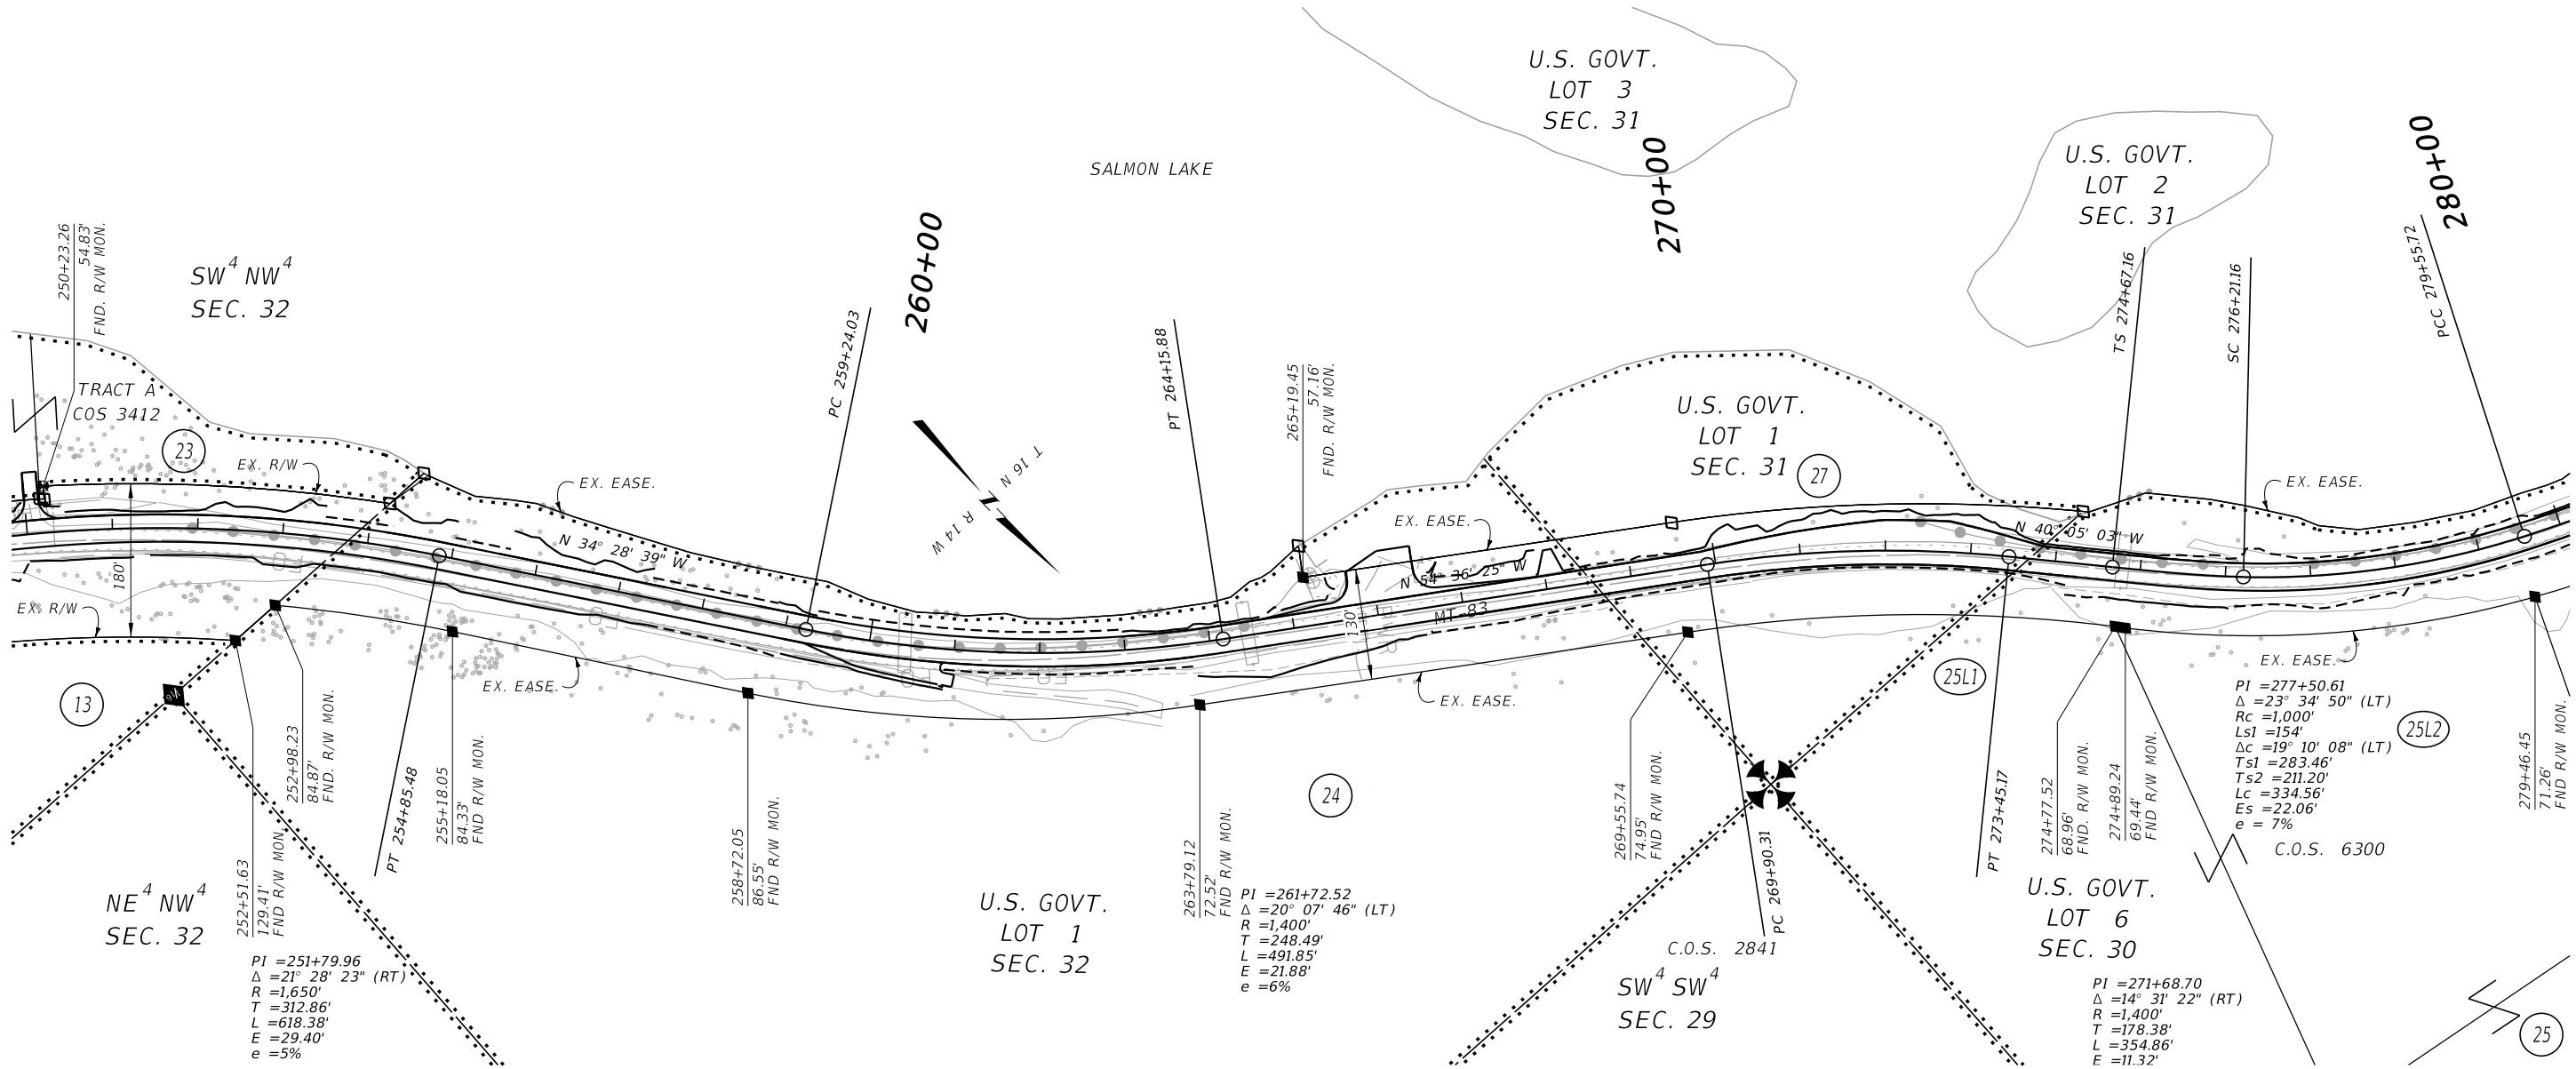 U.S. GOVT.
LOT 3
SEC. 31
SALMON LAKE
270+00
U.S. GOVT.
LOT 2
SEC. 31
280+00
250+23.26
54.83'
FND. R/W MON.
SW 4 NW 4
SEC. 32
260+00
PC 259+24.03
PT 264+15.88
265+19.45
57.16'
FND. R/W MON.
TS 274+67.16
SC 276+21.16
PCC 279+55.72
TRACT A
COS 3412
23
EX. R/W
EX. EASE.
N 34° 28' 39" W
T 16 N
R 14 W
N
U.S. GOVT.
LOT 1
SEC. 31
27
EX. EASE.
N 54° 36' 25" W
MT-83
N 40° 05' 03" W
EX. EASE.
180'
130'
EX. R/W
13
EX. EASE.
EX. EASE.
25L1
EX. EASE.
25L2
252+51.63
129.41'
FND R/W MON.
252+98.23
84.87'
FND. R/W MON.
PT 254+85.48
255+18.05
84.33'
FND R/W MON.
258+72.05
86.55'
FND R/W MON.
263+79.12
72.52'
FND R/W MON.
24
269+55.74
74.95'
FND R/W MON.
PC 269+90.31
PT 273+45.17
274+77.52
68.96'
FND. R/W MON.
274+89.24
69.44'
FND R/W MON.
279+46.45
71.26'
FND R/W MON.
PI =277+50.61
Δ =23° 34' 50" (LT)
Rc =1,000'
Ls1 =154'
Δc =19° 10' 08" (LT)
Ts1 =283.46'
Ts2 =211.20'
Lc =334.56'
Es =22.06'
e = 7%
C.O.S. 6300
NE 4 NW 4
SEC. 32
PI =251+79.96
Δ =21° 28' 23" (RT)
R =1,650'
T =312.86'
L =618.38'
E =29.40'
e =5%
U.S. GOVT.
LOT 1
SEC. 32
PI =261+72.52
Δ =20° 07' 46" (LT)
R =1,400'
T =248.49'
L =491.85'
E =21.88'
e =6%
C.O.S. 2841
SW 4 SW 4
SEC. 29
U.S. GOVT.
LOT 6
SEC. 30
PI =271+68.70
Δ =14° 31' 22" (RT)
R =1,400'
T =178.38'
L =354.86'
E =11.32'
25